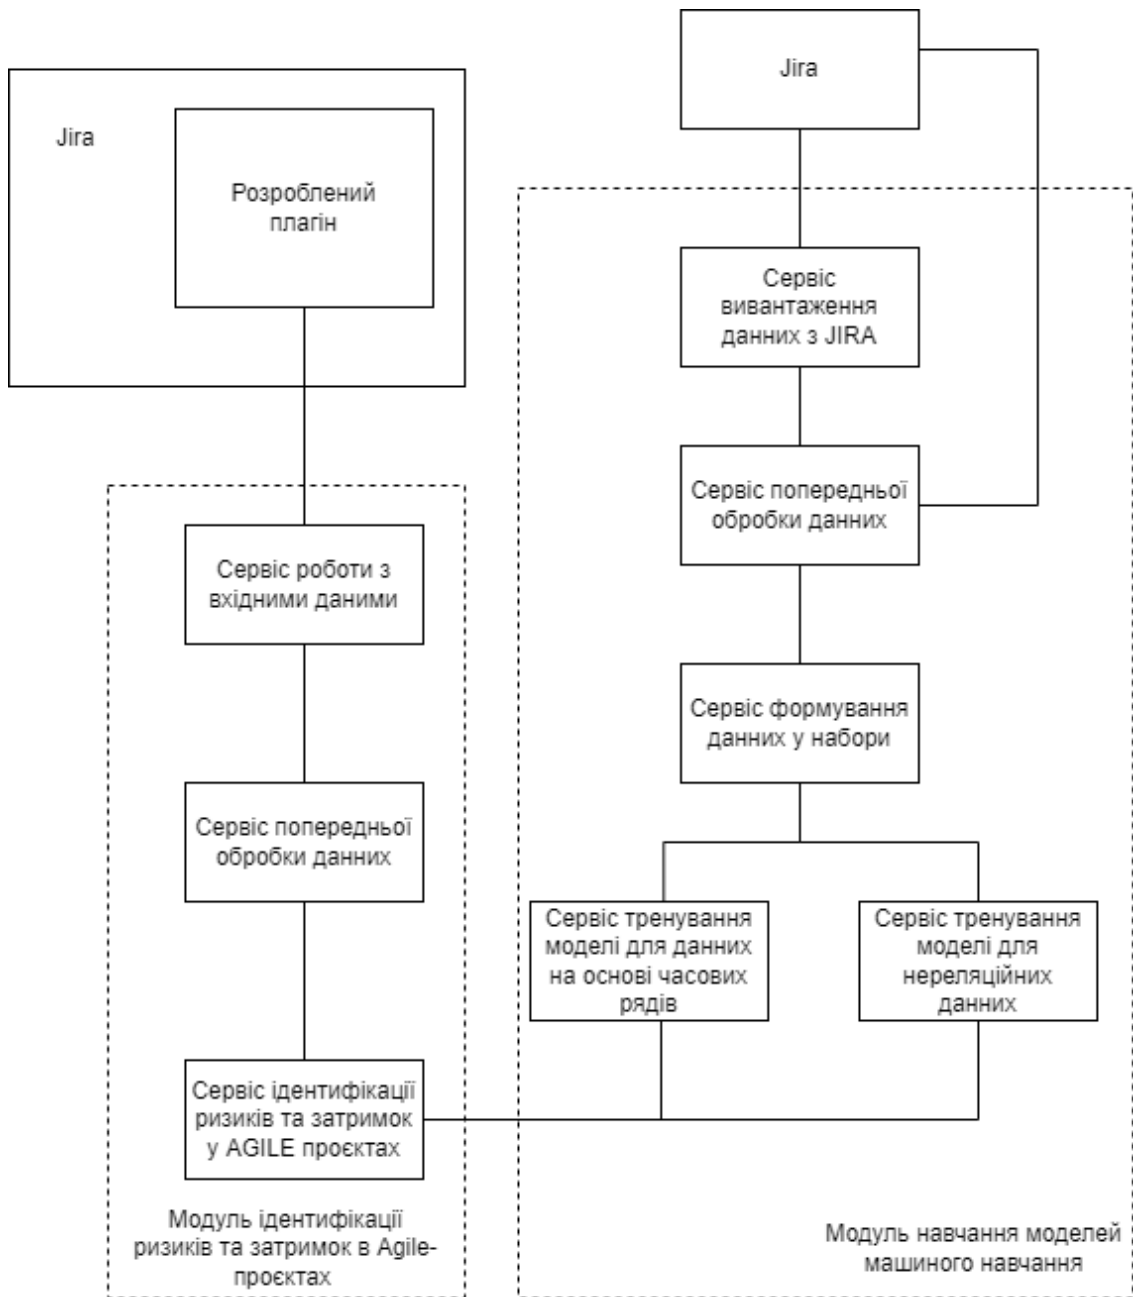 Jira
Розроблений
плагін
Сервіс роботи з
вхідними даними
Сервіс попередньої
обробки данних
Сервіс ідентифікації
ризиків та затримок
у AGILE проєктах
Модуль ідентифікації
ризиків та затримок в Agile-
проєктах
Jira
Сервіс
вивантаження
данних з JIRA
Сервіс попередньої
обробки данних
Сервіс формування
данних у набори
Сервіс тренування
моделі для данних
на основі часових
рядів
Сервіс тренування
моделі для
нереляційних
данних
Модуль навчання моделей
машиного навчання